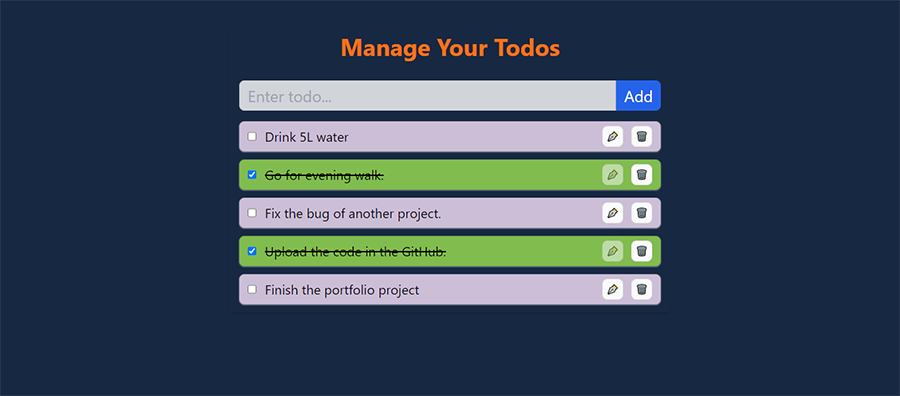 Manage Your Todos
Enter todo...
Add
Drink 5L water
Go for evening walk.
Fix the bug of another project.
Upload the code in the GitHub.
Finish the portfolio project